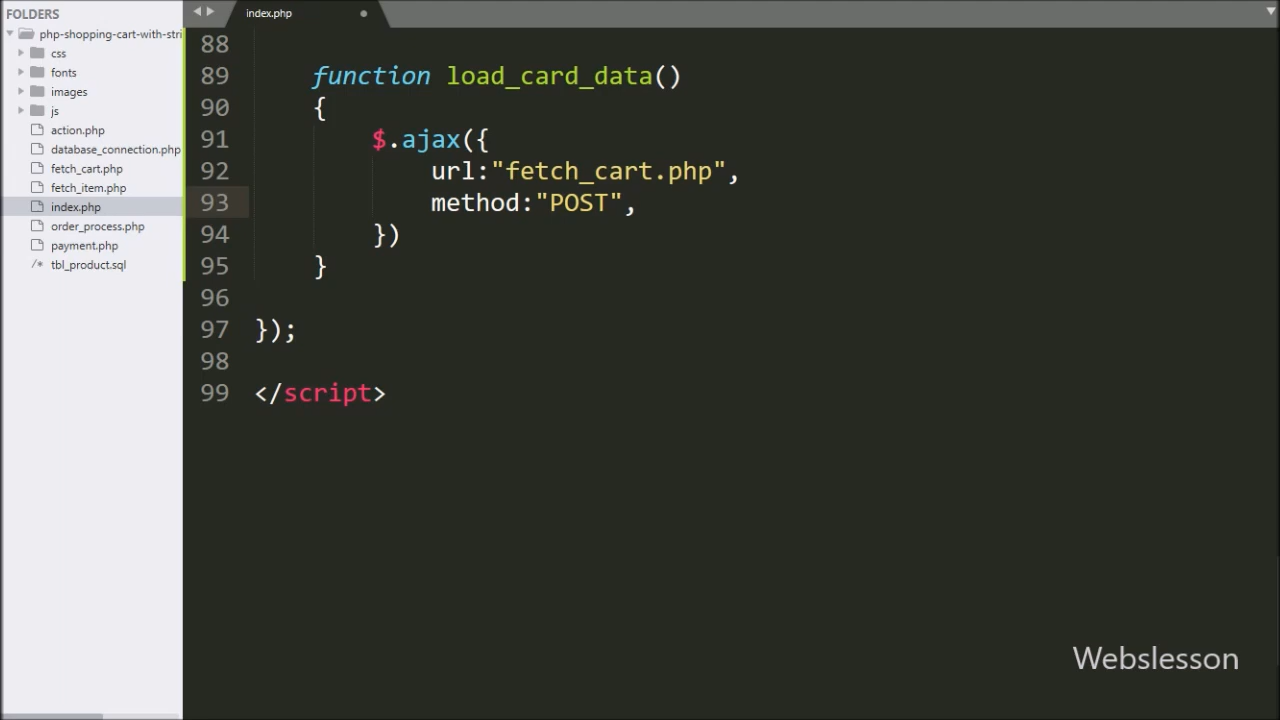 FOLDERS
php-shopping-cart-with-stri
css
fonts
images
js
action.php
database_connection.php
fetch_cart.php
fetch_item.php
index.php
order_process.php
payment.php
/* tbl_product.sql
index.php
88
89 function load_card_data()
90 {
91 $.ajax({
92 url:"fetch_cart.php",
93 method:"POST",
94 })
95 }
96
97 });
98
99 </script>
Webslesson